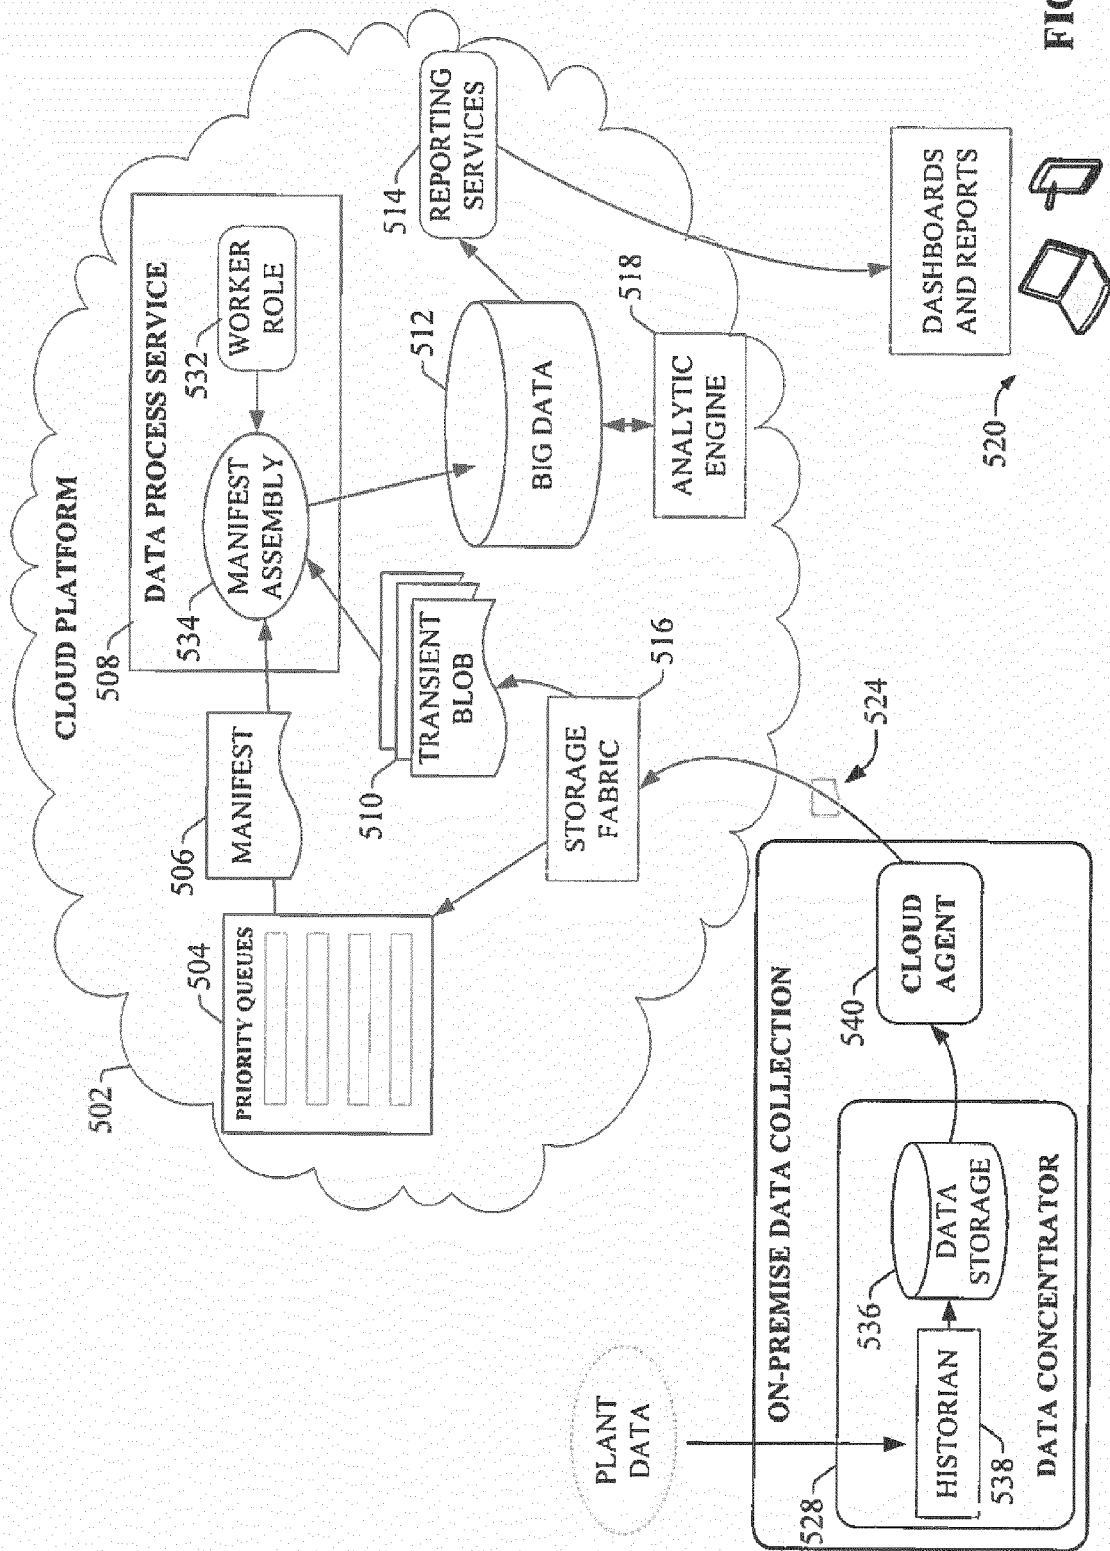 CLOUD PLATFORM
502
504
PRIORITY QUEUES
506
MANIFEST
508
DATA PROCESS SERVICE
534
MANIFEST
ASSEMBLY
532
WORKER
ROLE
510
TRANSIENT
BLOB
512
BIG DATA
514
REPORTING
SERVICES
STORAGE
FABRIC
516
518
ANALYTIC
ENGINE
524
PLANT
DATA
ON-PREMISE DATA COLLECTION
528
HISTORIAN
538
536
DATA
STORAGE
DATA CONCENTRATOR
540
CLOUD
AGENT
520
DASHBOARDS
AND REPORTS
FIG